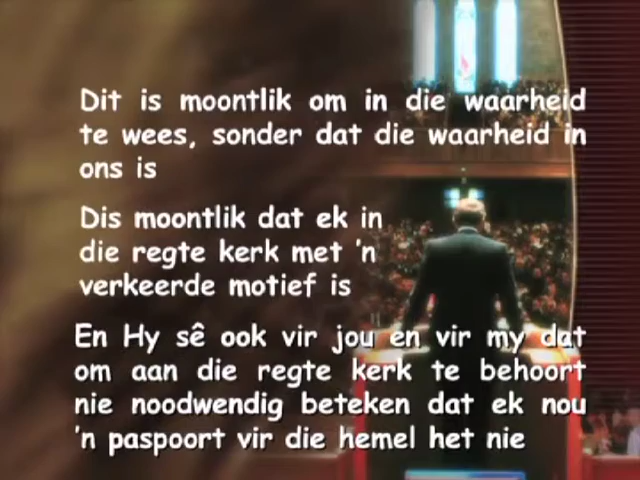 Dit is moontlik om in die waarheid
te wees, sonder dat die waarheid in
ons is
Dis moontlik dat ek in
die regte kerk met 'n
verkeerde motief is
En Hy sê ook vir jou en vir my dat
om aan die regte kerk te behoort
nie noodwendig beteken dat ek nou
'n paspoort vir die hemel het nie